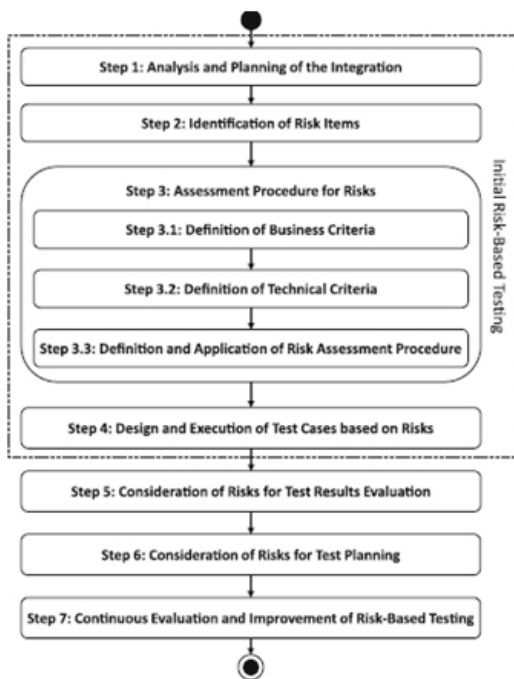 Step 1: Analysis and Planning of the Integration
Step 2: Identification of Risk Items
Step 3: Assessment Procedure for Risks
Step 3.1: Definition of Business Criteria
Step 3.2: Definition of Technical Criteria
Step 3.3: Definition and Application of Risk Assessment Procedure
Step 4: Design and Execution of Test Cases based on Risks
Initial Risk-Based Testing
Step 5: Consideration of Risks for Test Results Evaluation
Step 6: Consideration of Risks for Test Planning
Step 7: Continuous Evaluation and Improvement of Risk-Based Testing